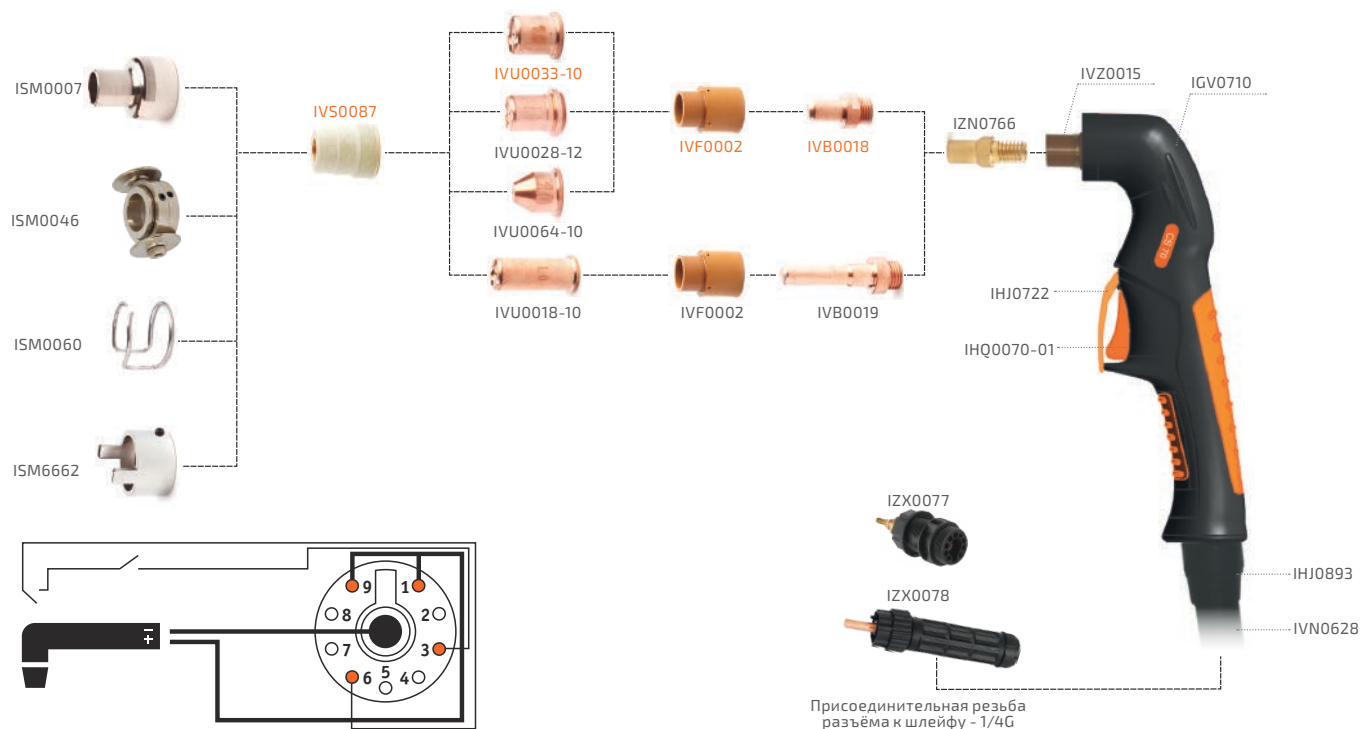 ISM0007
ISM0046
ISM0060
ISM6662
IVS0087
IVU0033-10
IVU0028-12
IVU0064-10
IVU0018-10
IVF0002
IVF0002
IVB0018
IVB0019
IZN0766
IVZ0015
IGV0710
CS 70
IHJ0722
IHQ0070-01
IHJ0893
IVN0628
IZX0077
IZX0078
Присоединительная резьба
разъёма к шлейфу - 1/4G
9 1
8 2
7 3
6 5 4
− +